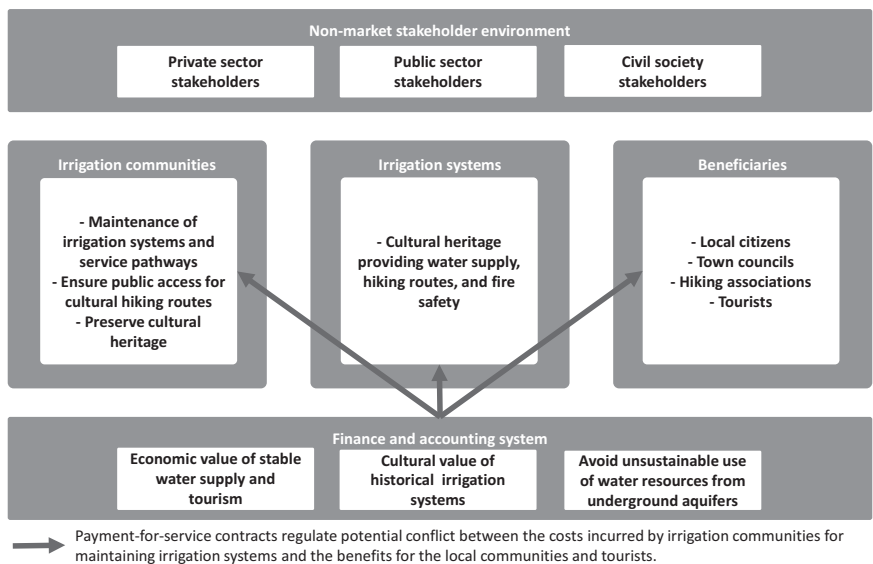 Non-market stakeholder environment
Private sector
stakeholders
Public sector
stakeholders
Civil society
stakeholders
Irrigation communities
- Maintenance of
irrigation systems and
service pathways
- Ensure public access for
cultural hiking routes
- Preserve cultural
heritage
Irrigation systems
- Cultural heritage
providing water supply,
hiking routes, and fire
safety
Beneficiaries
- Local citizens
- Town councils
- Hiking associations
- Tourists
Finance and accounting system
Economic value of stable
water supply and
tourism
Cultural value of
historical irrigation
systems
Avoid unsustainable use
of water resources from
underground aquifers
Payment-for-service contracts regulate potential conflict between the costs incurred by irrigation communities for
maintaining irrigation systems and the benefits for the local communities and tourists.